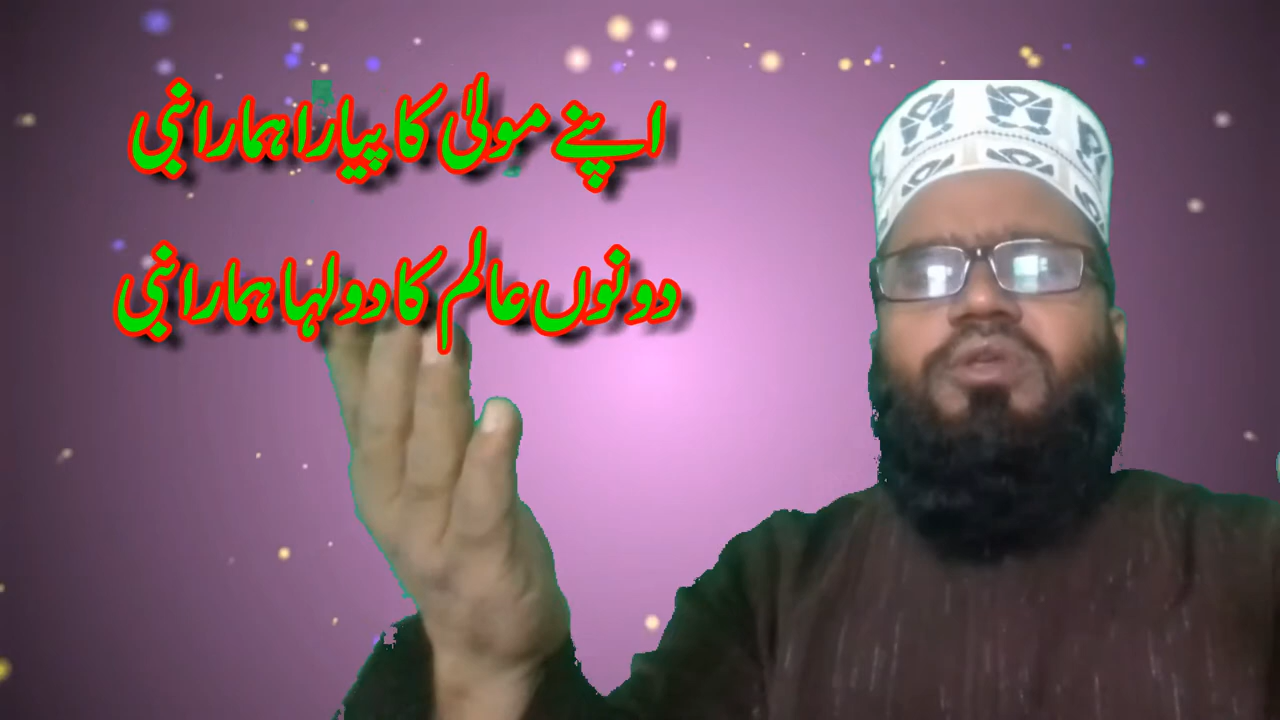 اپنے مولیٰ کا پیارا ہمارا نبی
دونوں عالم کا دولہا ہمارا نبی